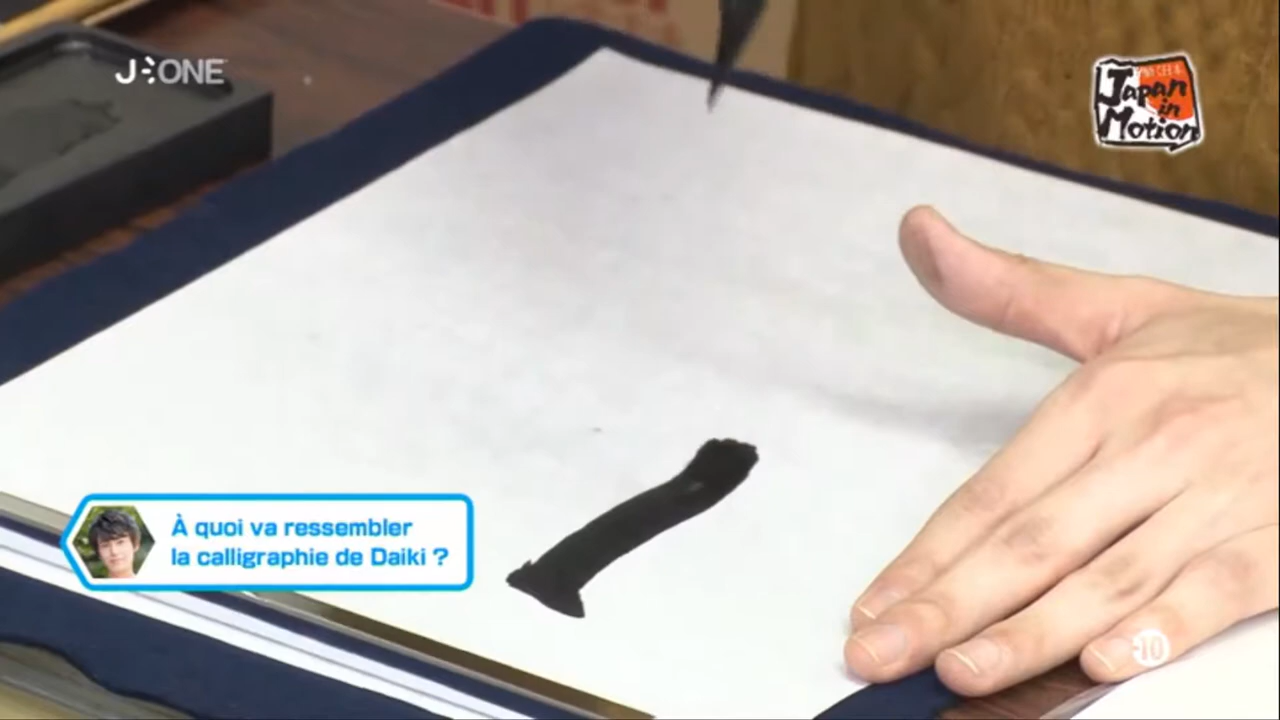 J:ONE
Japan
in
Motion
À quoi va ressembler
la calligraphie de Daiki ?
-10